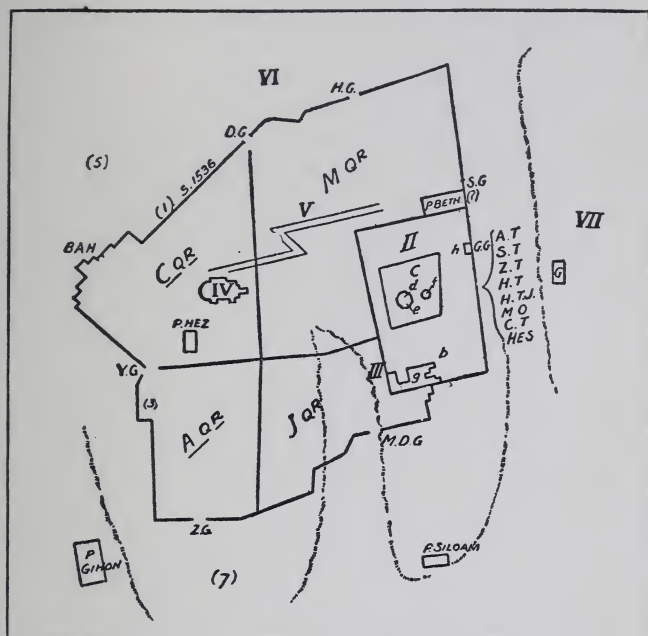 VI
H.G.
D.G
(5)
(1) S.1536
M QR
S.G
(?)
P BETH
V
VII
BAH
C QR
II
h G.G
A.T
S.T
Z.T
H.T
H.T.J.
M O
C.T
HES
G
C
d
f
e
IV
P.HEZ
Y.G
III
b
g
(3)
A QR
J QR
M.D.G
Z.G
P
GIHON
(7)
P.SILOAM